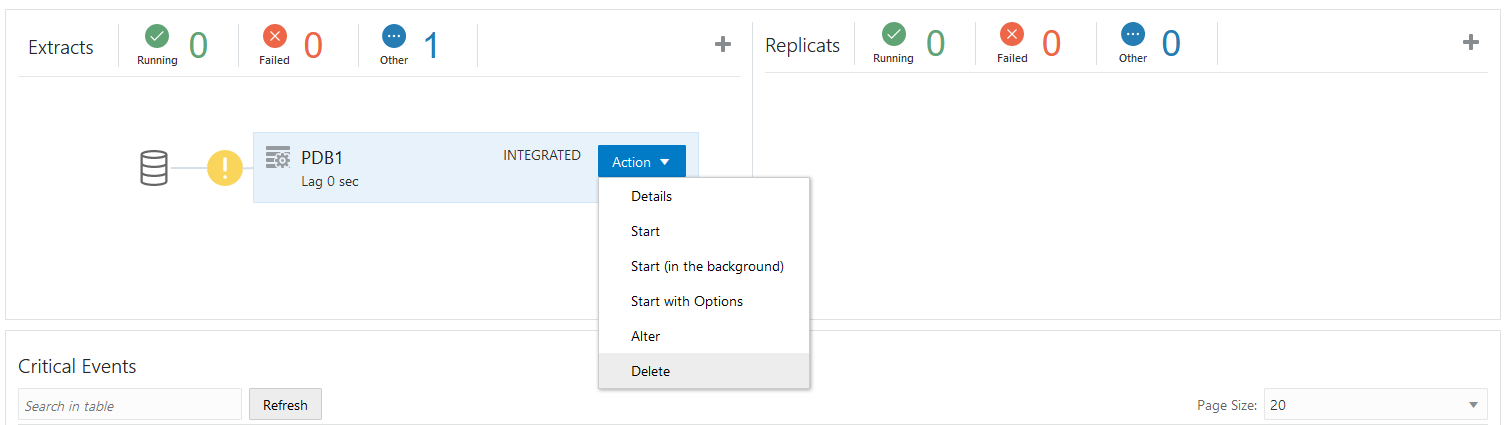 Extracts
Running 0
Failed 0
Other 1
Replicats
Running 0
Failed 0
Other 0
PDB1
Lag 0 sec
INTEGRATED
Action
Details
Start
Start (in the background)
Start with Options
Alter
Delete
Critical Events
Search in table
Refresh
Page Size: 20